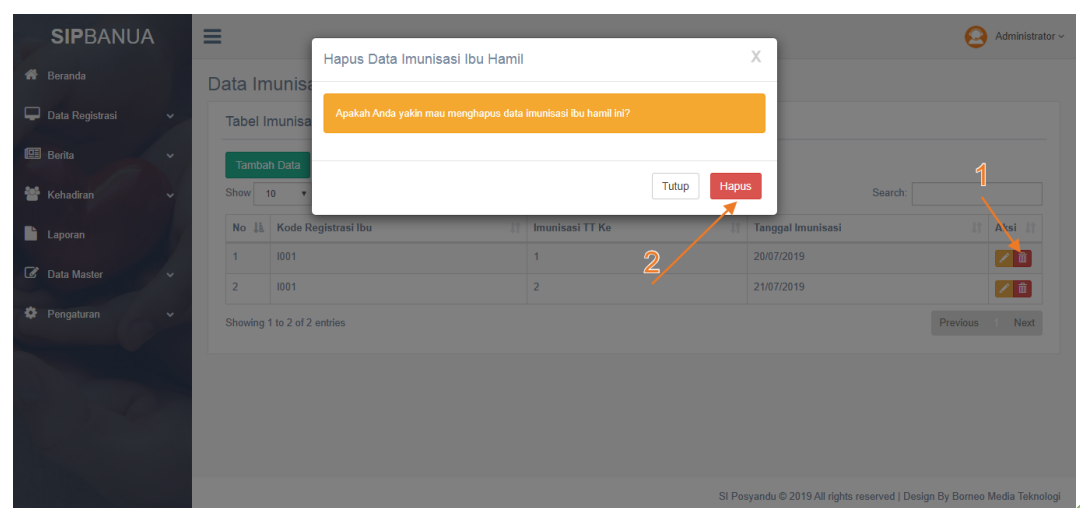 SIPBANUA
Administrator
Hapus Data Imunisasi Ibu Hamil
X
Beranda
Data Imunisa
Apakah Anda yakin mau menghapus data imunisasi ibu hamil ini?
Data Registrasi
Tabel Imunisa
Berita
Tambah Data
1
Tutup
Hapus
Kehadiran
Show 10
Search:
No
Kode Registrasi Ibu
Imunisasi TT Ke
Tanggal Imunisasi
Aksi
Laporan
2
1 I001 1 20/07/2019
Data Master
2 I001 2 21/07/2019
Pengaturan
Showing 1 to 2 of 2 entries
Previous 1 Next
SI Posyandu © 2019 All rights reserved | Design By Borneo Media Teknologi